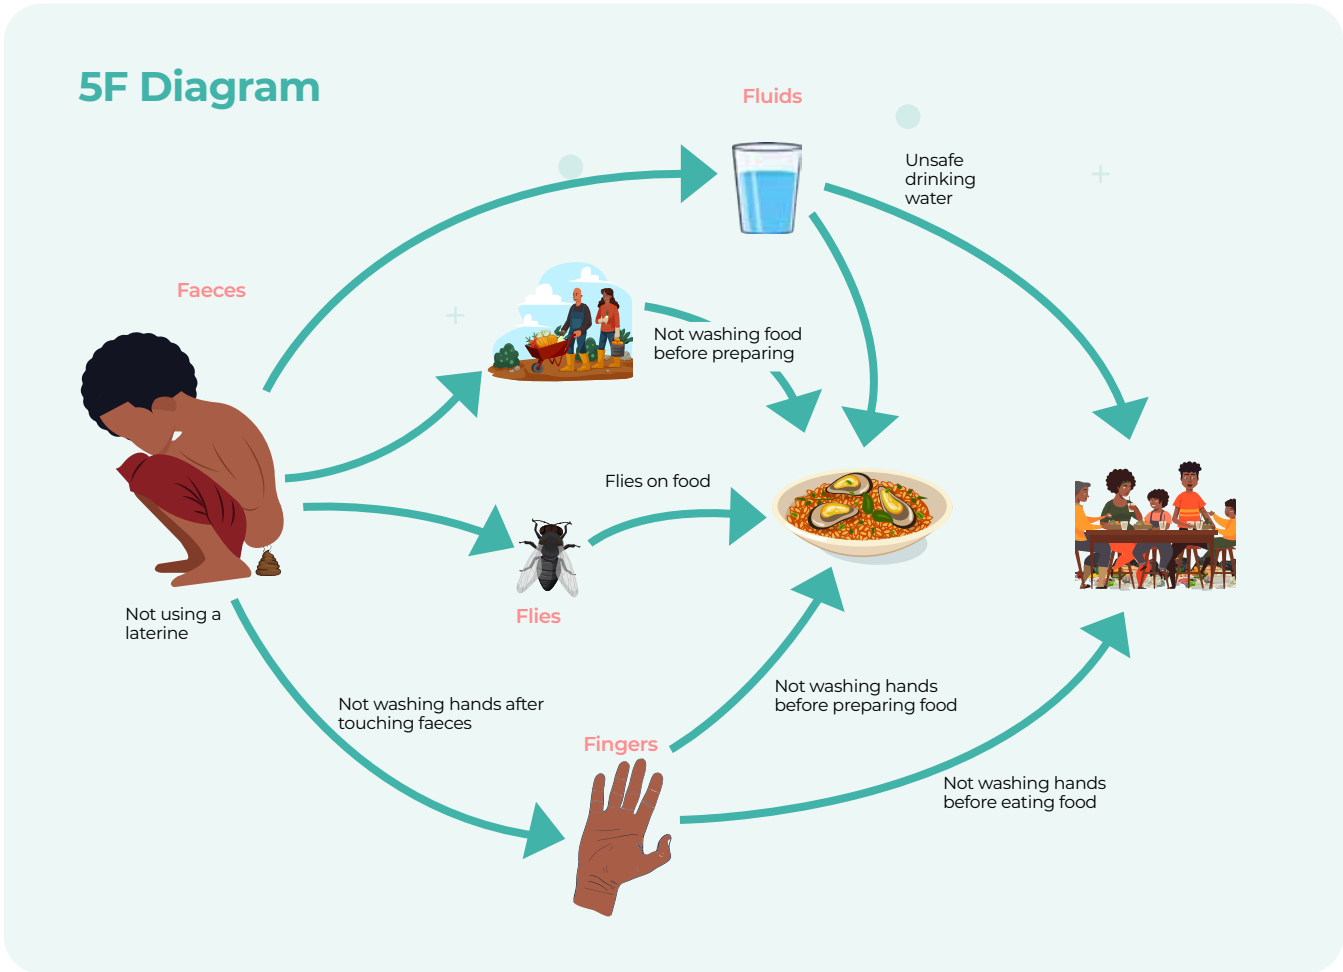 5F Diagram
Fluids
Unsafe
drinking
water
Faeces
Not washing food
before preparing
Flies on food
Flies
Not using a
laterine
Not washing hands after
touching faeces
Not washing hands
before preparing food
Fingers
Not washing hands
before eating food